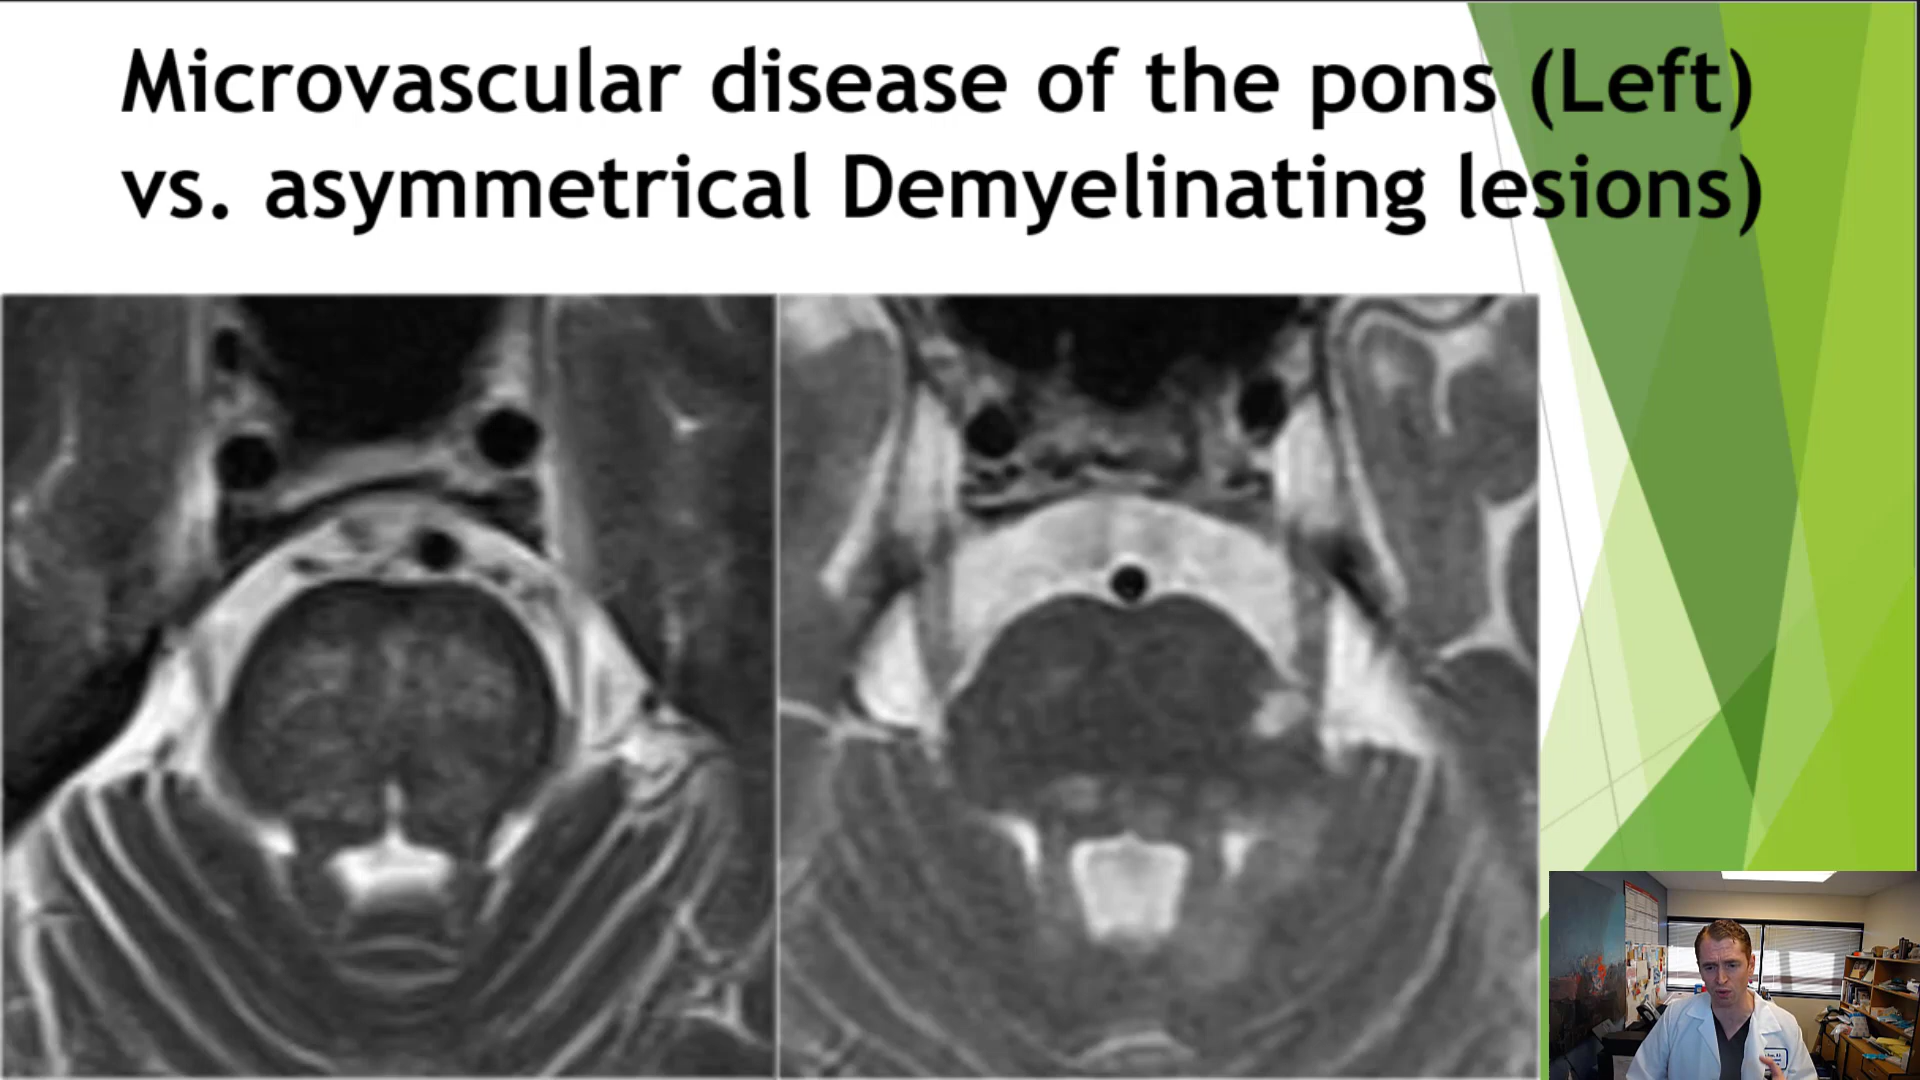 Microvascular disease of the pons (Left)
vs. asymmetrical Demyelinating lesions)